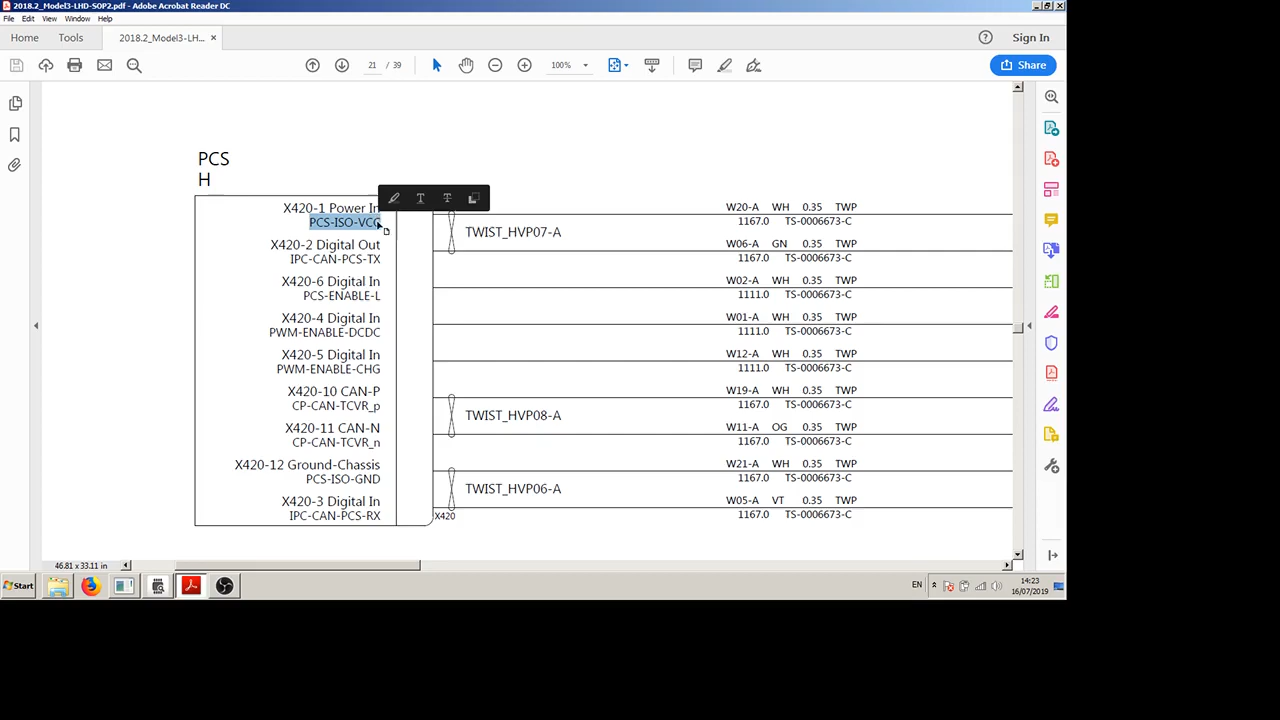 2018.2_Model3-LHD-SOP2.pdf - Adobe Acrobat Reader DC
File Edit View Window Help
Home Tools 2018.2_Model3-LH... × Sign In
21 / 39 100% Share
PCS
H
X420-1 Power In
PCS-ISO-VCC
X420-2 Digital Out
IPC-CAN-PCS-TX
X420-6 Digital In
PCS-ENABLE-L
X420-4 Digital In
PWM-ENABLE-DCDC
X420-5 Digital In
PWM-ENABLE-CHG
X420-10 CAN-P
CP-CAN-TCVR_p
X420-11 CAN-N
CP-CAN-TCVR_n
X420-12 Ground-Chassis
PCS-ISO-GND
X420-3 Digital In
IPC-CAN-PCS-RX
X420
TWIST_HVP07-A
TWIST_HVP08-A
TWIST_HVP06-A
W20-A WH 0.35 TWP
1167.0 TS-0006673-C
W06-A GN 0.35 TWP
1167.0 TS-0006673-C
W02-A WH 0.35 TWP
1111.0 TS-0006673-C
W01-A WH 0.35 TWP
1111.0 TS-0006673-C
W12-A WH 0.35 TWP
1111.0 TS-0006673-C
W19-A WH 0.35 TWP
1167.0 TS-0006673-C
W11-A OG 0.35 TWP
1167.0 TS-0006673-C
W21-A WH 0.35 TWP
1167.0 TS-0006673-C
W05-A VT 0.35 TWP
1167.0 TS-0006673-C
46.81 x 33.11 in
Start EN 14:23
16/07/2019